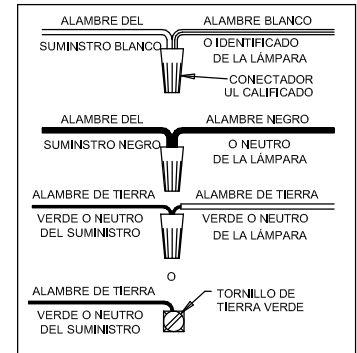 ALAMBRE DEL
SUMINSTRO BLANCO
ALAMBRE BLANCO
O IDENTIFICADO
DE LA LÁMPARA
CONECTADOR
UL CALIFICADO
ALAMBRE DEL
SUMINSTRO NEGRO
ALAMBRE NEGRO
O NEUTRO
DE LA LÁMPARA
ALAMBRE DE TIERRA
VERDE O NEUTRO
DEL SUMINISTRO
ALAMBRE DE TIERRA
VERDE O NEUTRO
DE LA LÁMPARA
O
ALAMBRE DE TIERRA
VERDE O NEUTRO
DEL SUMINISTRO
TORNILLO DE
TIERRA VERDE